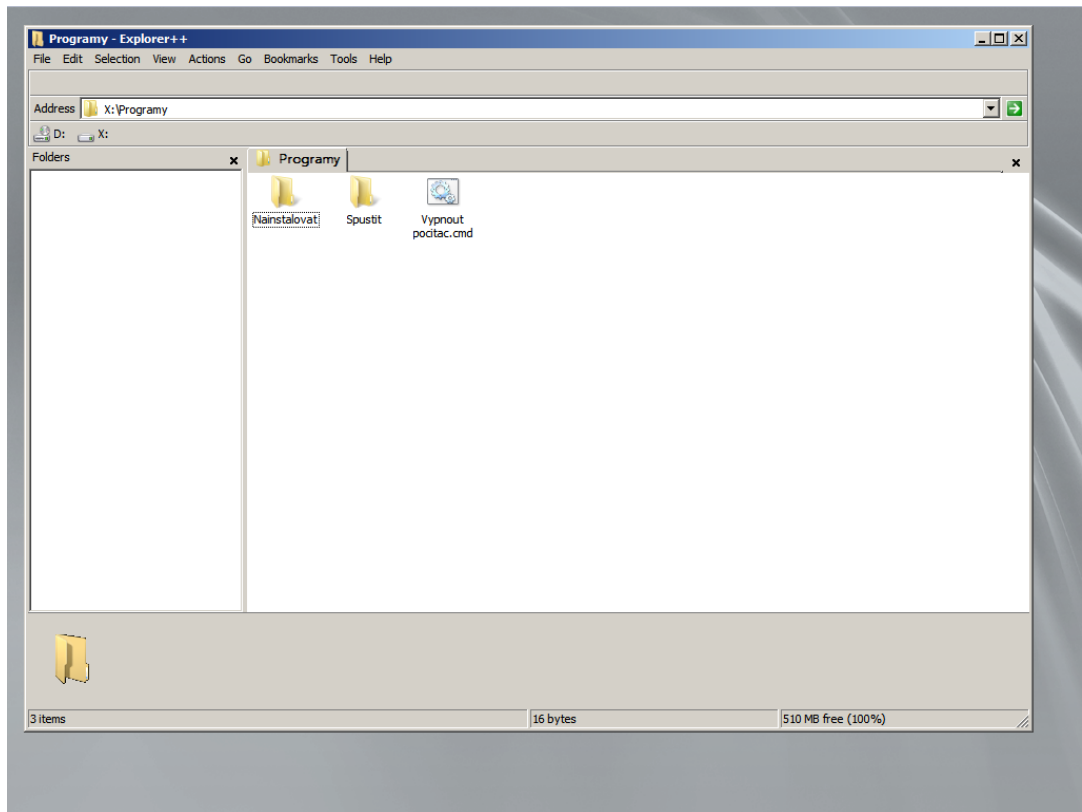 Programy - Explorer++
File Edit Selection View Actions Go Bookmarks Tools Help
Address X:\Programy
D: X:
Folders
Programy
Nainstalovat Spustit Vypnout
pocitac.cmd
3 items 16 bytes 510 MB free (100%)